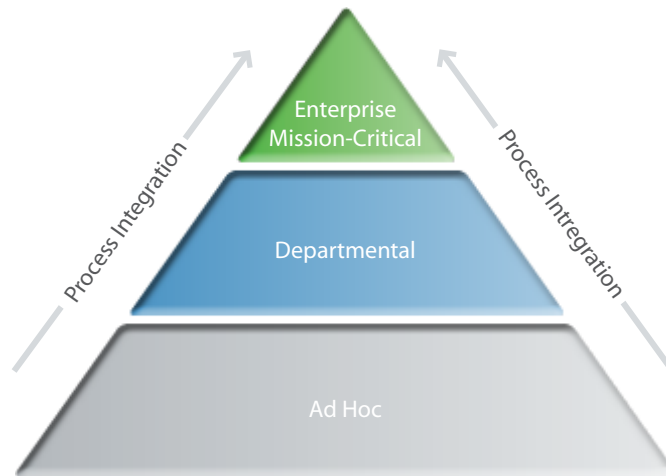 Enterprise
Mission-Critical
Process Integration
Process Intregration
Departmental
Ad Hoc